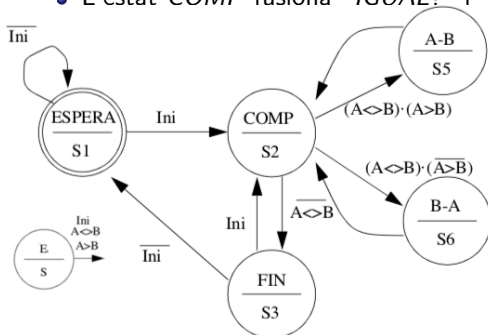 L'estat COMP fusiona "IGUAL?" i
Ini
A-B
S5
ESPERA
S1
Ini
COMP
S2
(A<>B)·(A>B)
(A<>B)·(A>B)
B-A
S6
A<>B
Ini
Ini
FIN
S3
E
S
Ini
A<>B
A>B